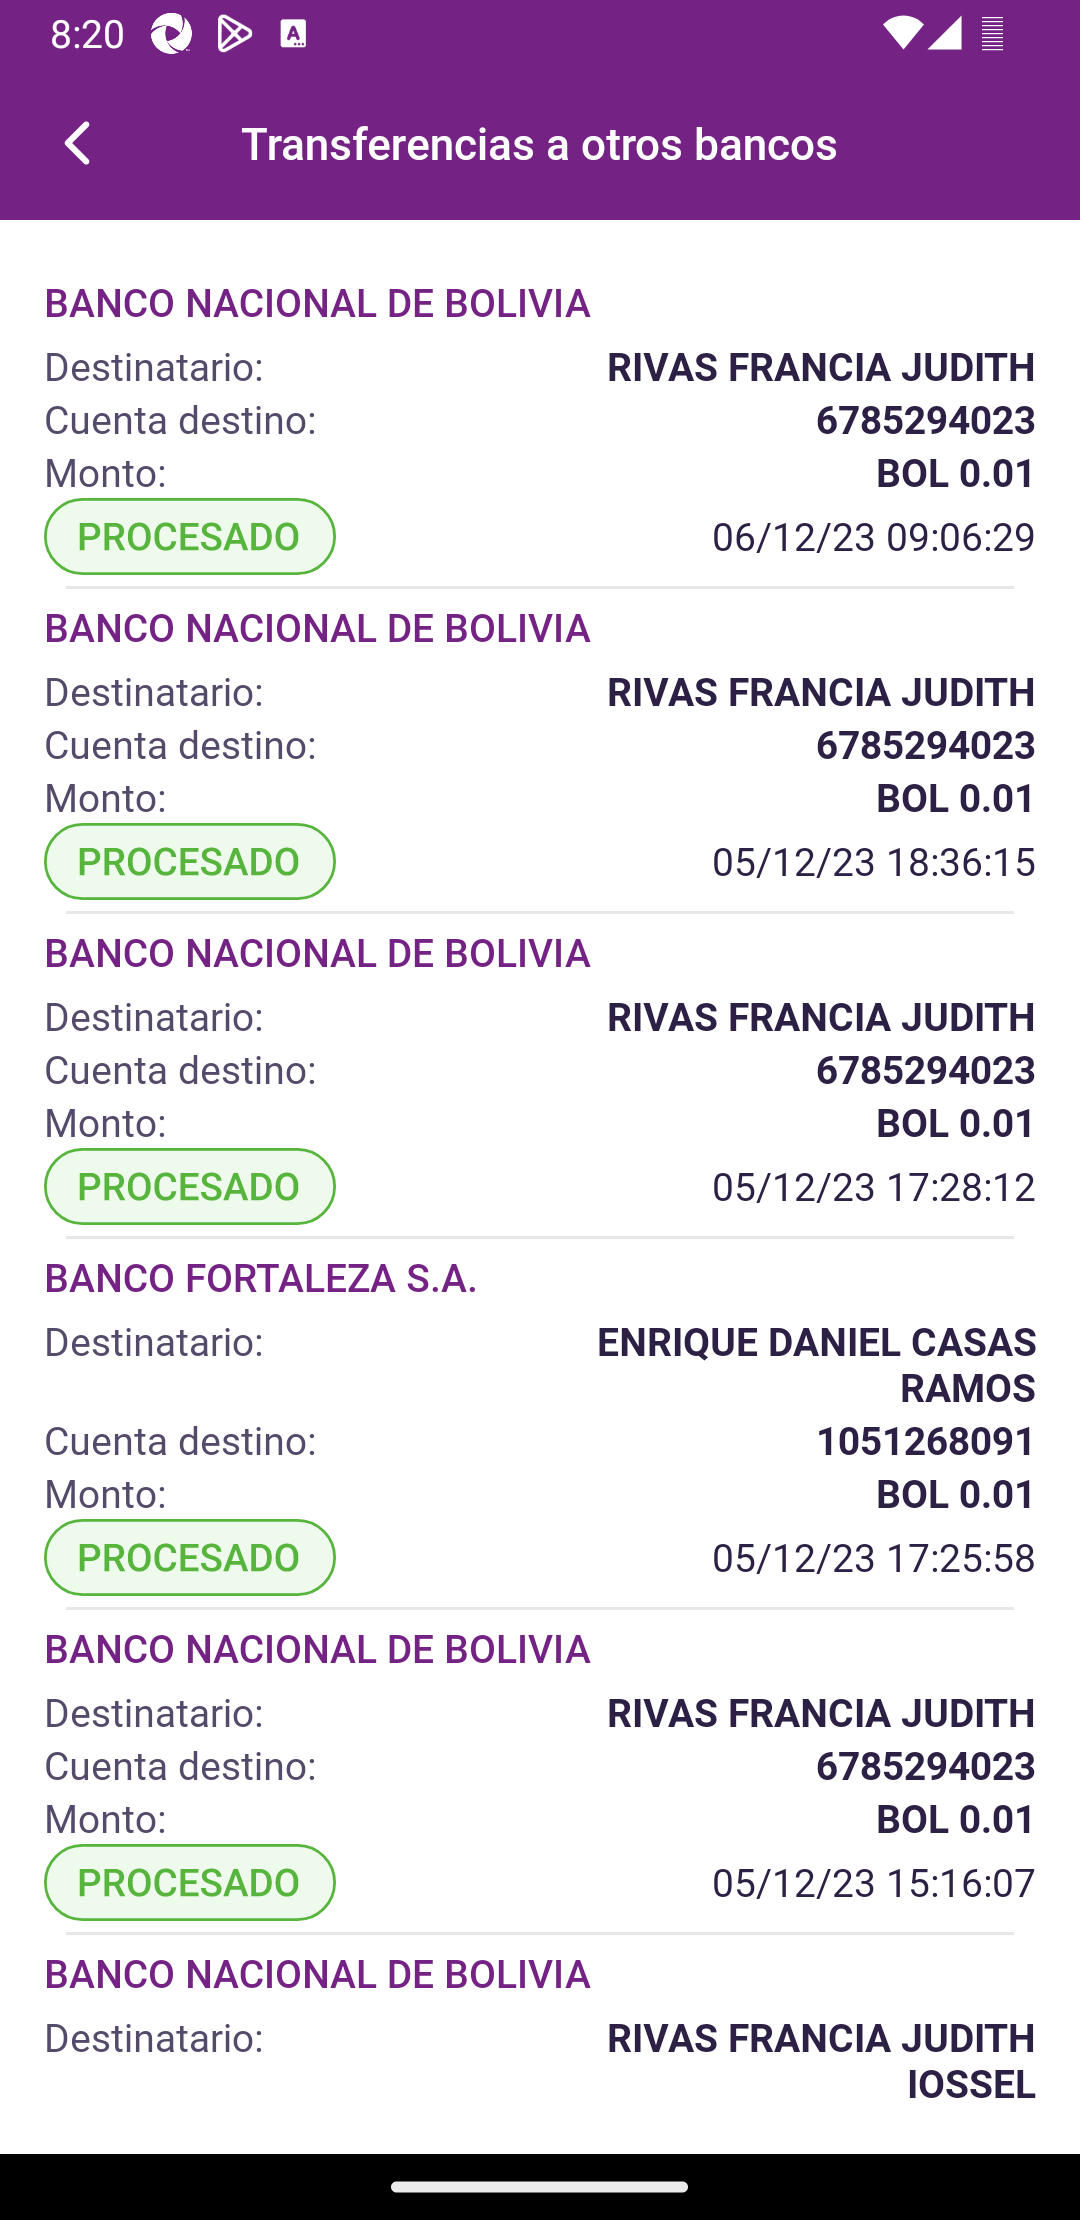 8:20
Transferencias a otros bancos
BANCO NACIONAL DE BOLIVIA
Destinatario: RIVAS FRANCIA JUDITH
Cuenta destino: 6785294023
Monto: BOL 0.01
PROCESADO 06/12/23 09:06:29
BANCO NACIONAL DE BOLIVIA
Destinatario: RIVAS FRANCIA JUDITH
Cuenta destino: 6785294023
Monto: BOL 0.01
PROCESADO 05/12/23 18:36:15
BANCO NACIONAL DE BOLIVIA
Destinatario: RIVAS FRANCIA JUDITH
Cuenta destino: 6785294023
Monto: BOL 0.01
PROCESADO 05/12/23 17:28:12
BANCO FORTALEZA S.A.
Destinatario: ENRIQUE DANIEL CASAS
RAMOS
Cuenta destino: 1051268091
Monto: BOL 0.01
PROCESADO 05/12/23 17:25:58
BANCO NACIONAL DE BOLIVIA
Destinatario: RIVAS FRANCIA JUDITH
Cuenta destino: 6785294023
Monto: BOL 0.01
PROCESADO 05/12/23 15:16:07
BANCO NACIONAL DE BOLIVIA
Destinatario: RIVAS FRANCIA JUDITH
IOSSEL